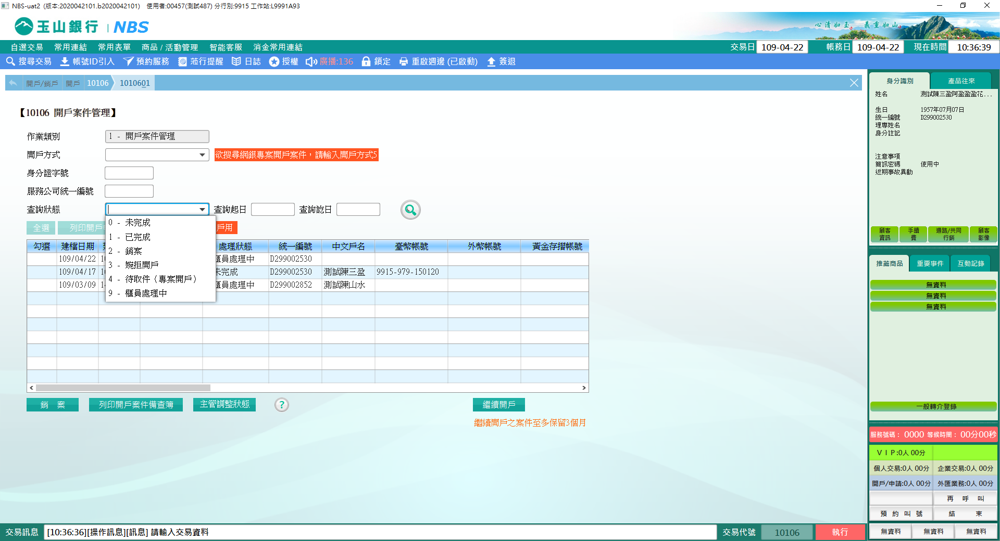 NBS-uat2 (版本:2020042101.b2020042101) 使用者:00457(測試487) 分行別:9915 工作站:L9991A93
玉山銀行 | NBS
心清如玉。 義重如山。
自選交易 常用連結 常用表單 商品 / 活動管理 智能客服 消金常用連結
交易日 109-04-22 帳務日 109-04-22 現在時間 10:36:39
搜尋交易 帳號ID引入 預約服務 蒞行提醒 日誌 授權 廣播:136 鎖定 重啟週邊 (已啟動) 簽退
開戶/銷戶 開戶 10106 1010601
【10106 開戶案件管理】
作業類別 1 - 開戶案件管理
開戶方式 欲搜尋網銀專案開戶案件，請輸入開戶方式5
身分證字號
服務公司統一編號
查詢狀態 查詢起日 查詢訖日
0 - 未完成
1 - 已完成
2 - 銷案
3 - 婉拒開戶
4 - 待取件（專案開戶）
9 - 櫃員處理中
全選 列印開戶 戶用
勾選 建檔日期 處理狀態 統一編號 中文戶名 臺幣帳號 外幣帳號 黃金存摺帳號
109/04/22 櫃員處理中 D299002530
109/04/17 未完成 D299002530 測試陳三盈 9915-979-150120
109/03/09 櫃員處理中 D299002852 測試陳山水
銷 案 列印開戶案件備查簿 主管調整狀態 ? 繼續開戶
繼續開戶之案件至多保留3個月
身分識別 產品往來
姓名 測試陳三盈阿盈盈盈花...
生日 1957年07月07日
統一編號 D299002530
理專姓名
身分註記
注意事項
簡訊密碼 使用中
近期事故異動
顧客資訊 手續費 通路/共同行銷 顧客影像
推薦商品 重要事件 互動記錄
無資料
無資料
無資料
一般轉介登錄
服務號碼： 0000 等候時間： 00分00秒
ＶＩＰ:0人 00分
個人交易:0人 00分 企業交易:0人 00分
開戶/申請:0人 00分 外匯業務:0人 00分
再 呼 叫
預 約 叫 號 結 束
無資料 無資料 無資料
交易訊息 [10:36:36][操作訊息][訊息] 請輸入交易資料 交易代號 10106 執行